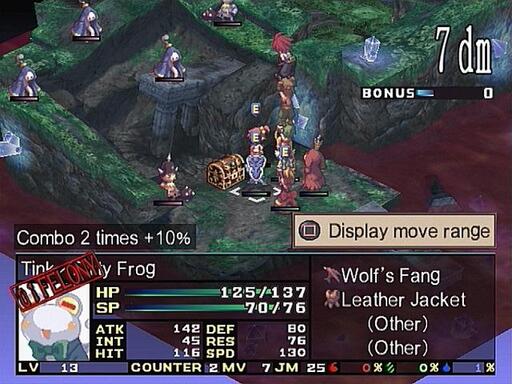 7 dm
BONUS 0
E
E
E
Display move range
Combo 2 times +10%
01 FELONY
Frog
HP 125/137
SP 70/76
ATK 142 DEF 80
INT 45 RES 76
HIT 116 SPD 130
Wolf's Fang
Leather Jacket
(Other)
(Other)
LV 13 COUNTER 2 MV 7 JM 25 0% 0% 1%